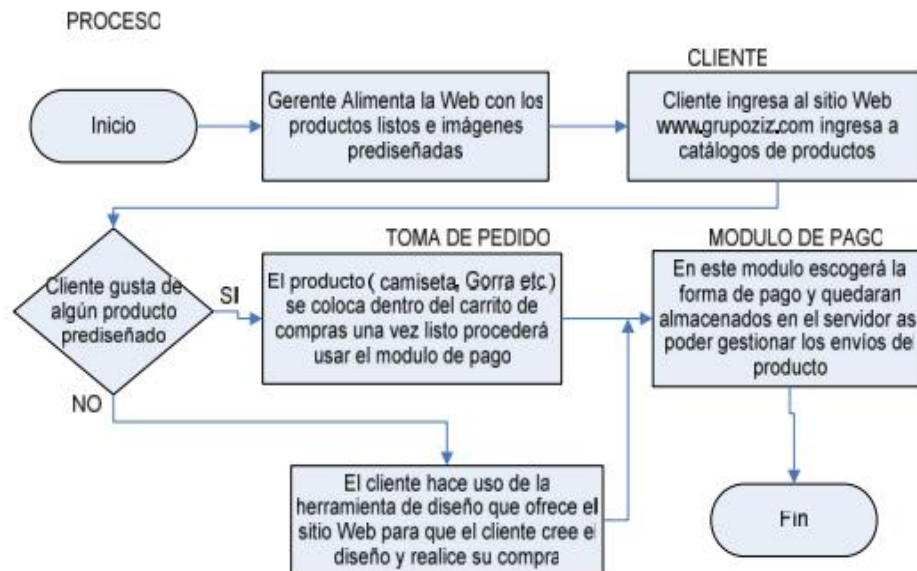 PROCESO
CLIENTE
Inicio
Gerente Alimenta la Web con los
productos listos e imágenes
prediseñadas
Cliente ingresa al sitio Web
www.grupoziz.com ingresa a
catálogos de productos
TOMA DE PEDIDO
MODULO DE PAGO
Cliente gusta de
algún producto
prediseñado
SI
El producto( camiseta, Gorra etc)
se coloca dentro del carrito de
compras una vez listo procederá
usar el modulo de pago
En este modulo escogerá la
forma de pago y quedaran
almacenados en el servidor as
poder gestionar los envíos de
producto
NO
El cliente hace uso de la
herramienta de diseño que ofrece el
sitio Web para que el cliente cree e
diseño y realice su compra
Fin